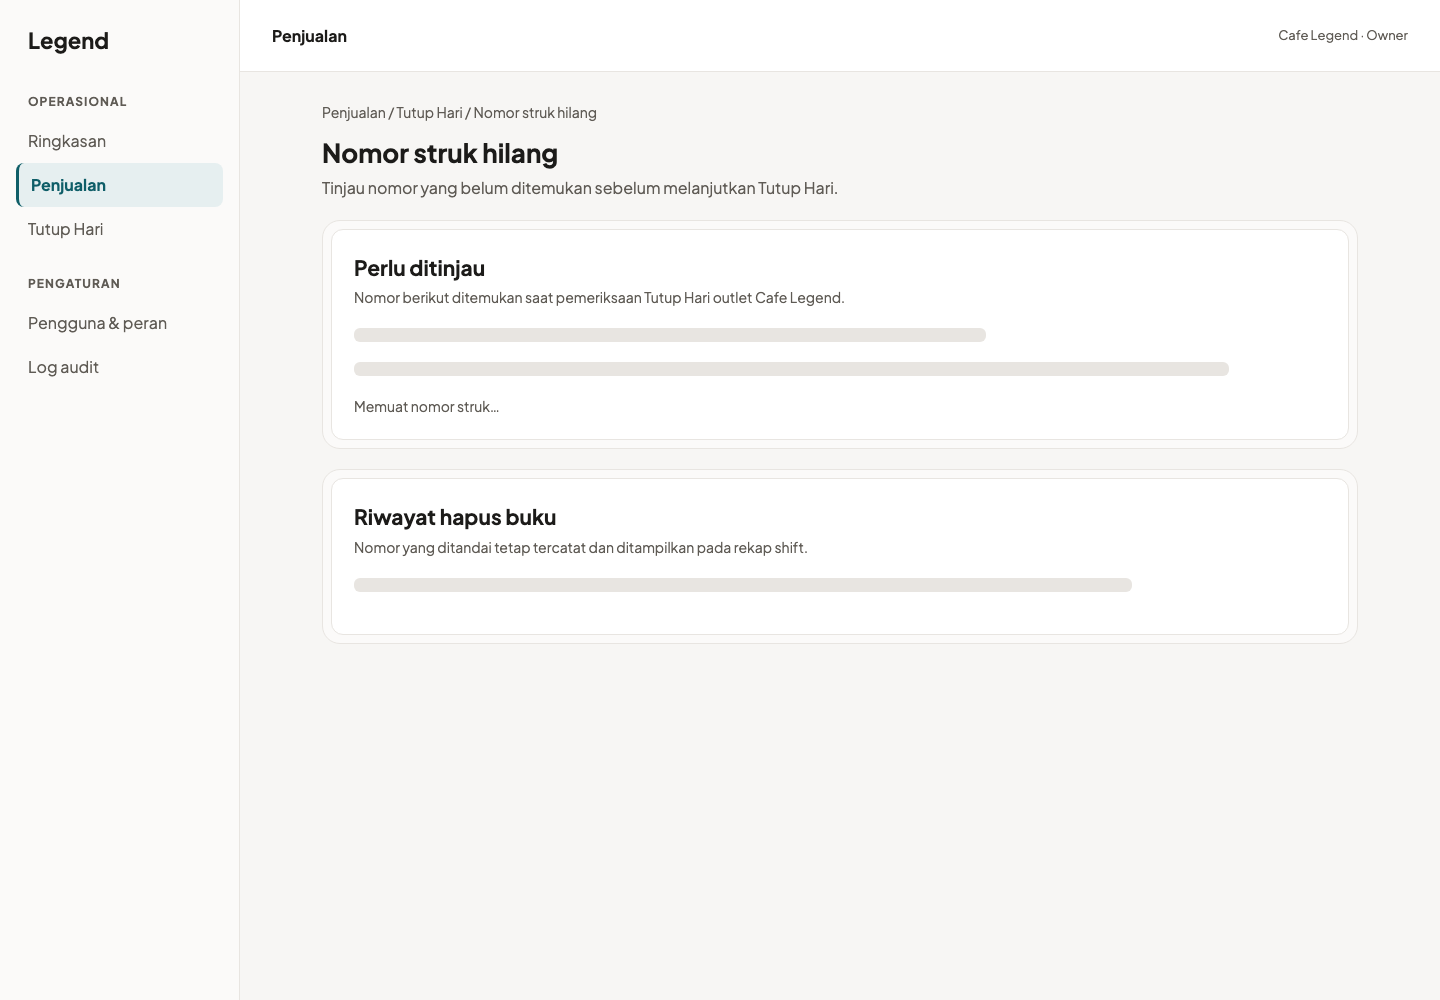 Legend
OPERASIONAL
Ringkasan
Penjualan
Tutup Hari
PENGATURAN
Pengguna & peran
Log audit
Penjualan
Cafe Legend · Owner
Penjualan / Tutup Hari / Nomor struk hilang
Nomor struk hilang
Tinjau nomor yang belum ditemukan sebelum melanjutkan Tutup Hari.
Perlu ditinjau
Nomor berikut ditemukan saat pemeriksaan Tutup Hari outlet Cafe Legend.
Memuat nomor struk…
Riwayat hapus buku
Nomor yang ditandai tetap tercatat dan ditampilkan pada rekap shift.